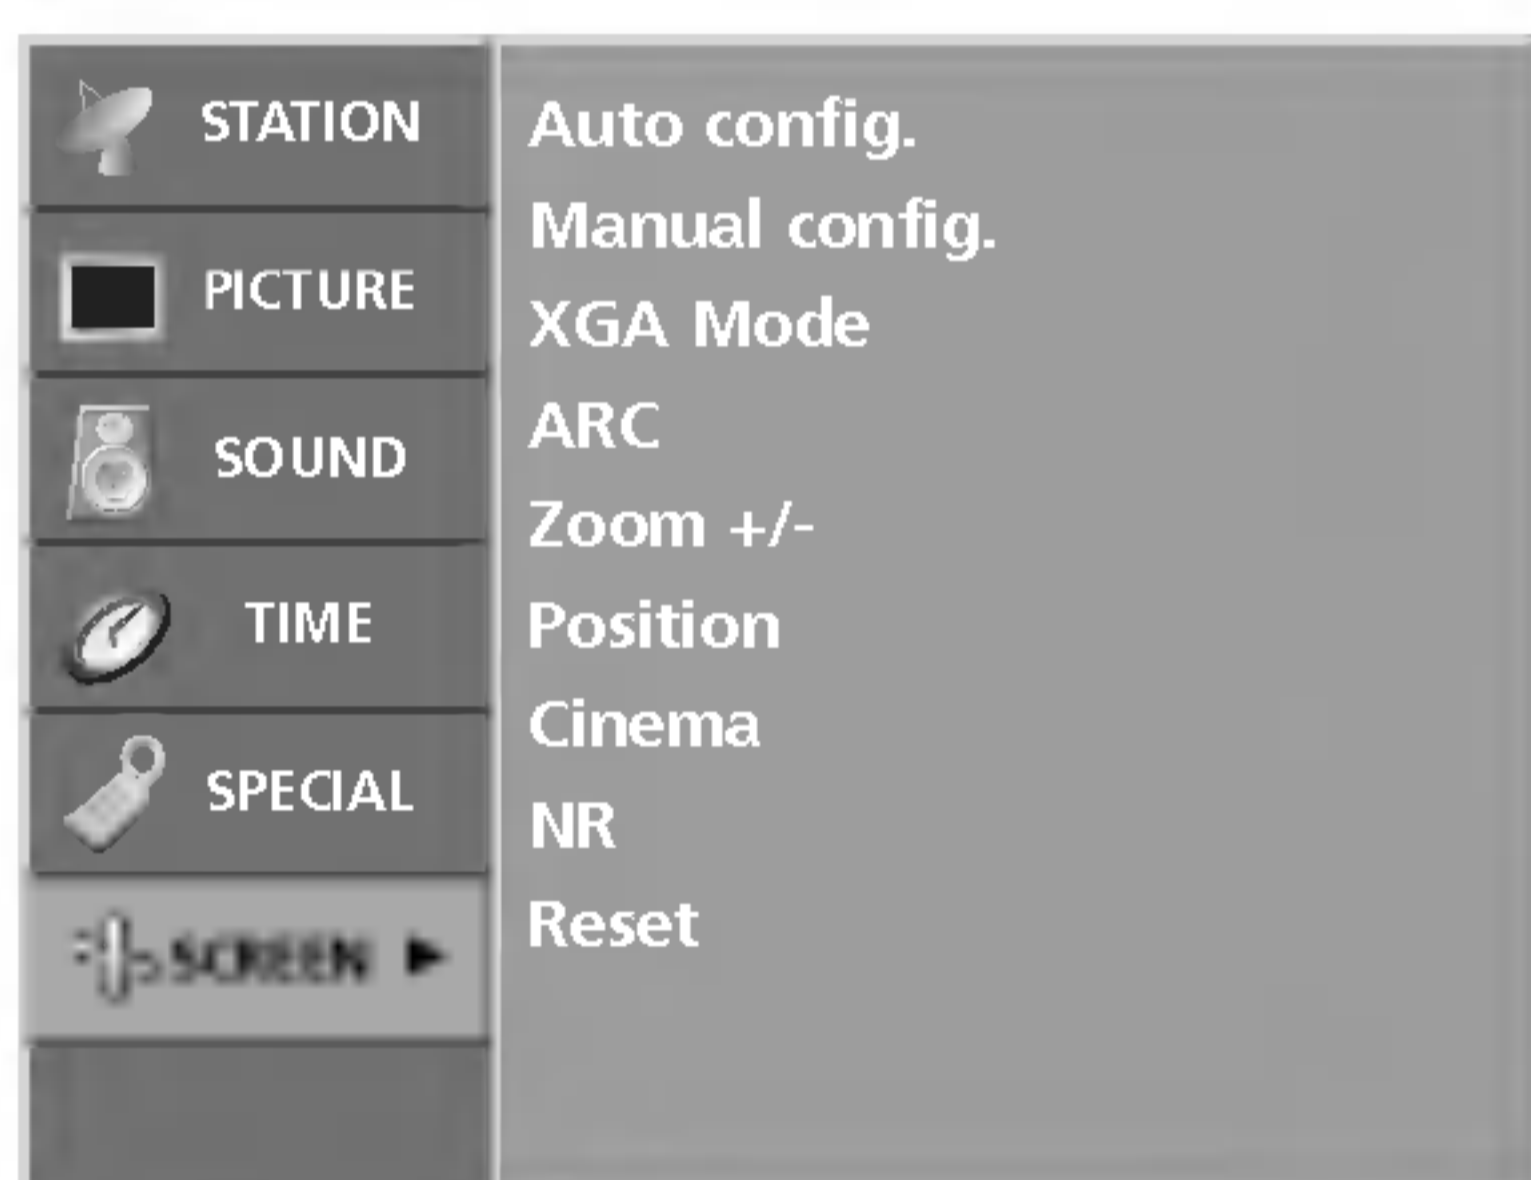 STATION
PICTURE
SOUND
TIME
SPECIAL
SCREEN
Auto config.
Manual config.
XGA Mode
ARC
Zoom +/-
Position
Cinema
NR
Reset